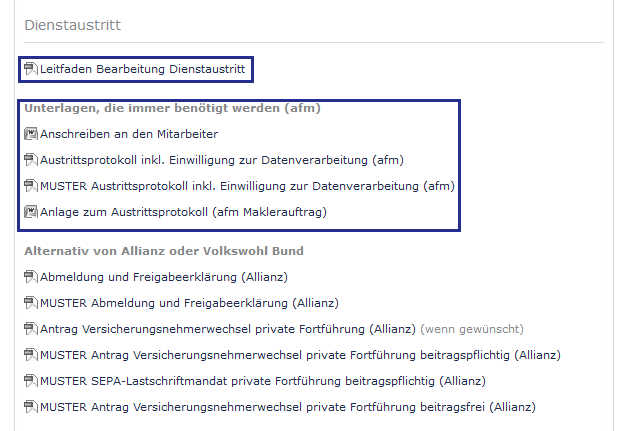 Dienstaustritt
Leitfaden Bearbeitung Dienstaustritt
Unterlagen, die immer benötigt werden (afm)
Anschreiben an den Mitarbeiter
Austrittsprotokoll inkl. Einwilligung zur Datenverarbeitung (afm)
MUSTER Austrittsprotokoll inkl. Einwilligung zur Datenverarbeitung (afm)
Anlage zum Austrittsprotokoll (afm Maklerauftrag)
Alternativ von Allianz oder Volkswohl Bund
Abmeldung und Freigabeerklärung (Allianz)
MUSTER Abmeldung und Freigabeerklärung (Allianz)
Antrag Versicherungsnehmerwechsel private Fortführung (Allianz) (wenn gewünscht)
MUSTER Antrag Versicherungsnehmerwechsel private Fortführung beitragspflichtig (Allianz)
MUSTER SEPA-Lastschriftmandat private Fortführung beitragspflichtig (Allianz)
MUSTER Antrag Versicherungsnehmerwechsel private Fortführung beitragsfrei (Allianz)